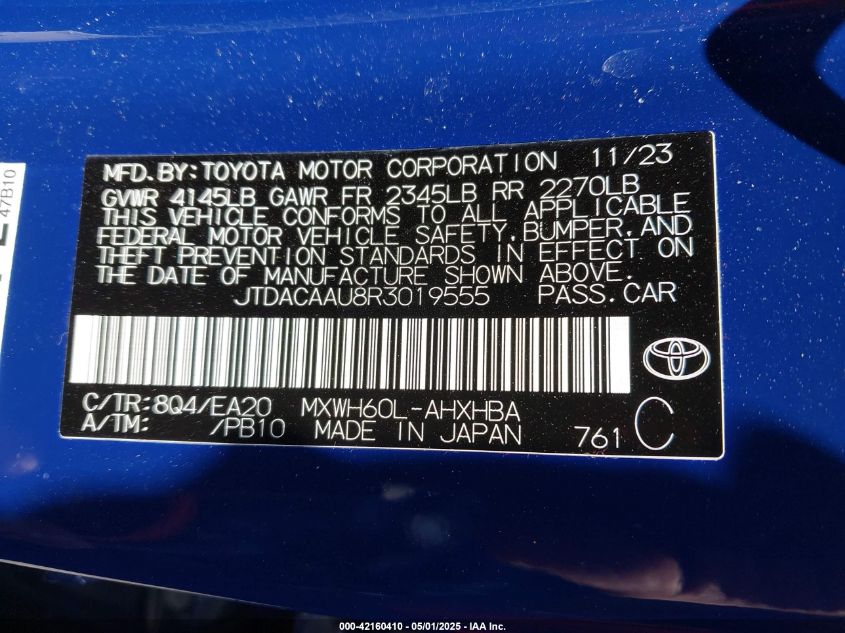 MFD. BY: TOYOTA MOTOR CORPORATION 11/23
GVWR 4145LB GAWR FR 2345LB RR 2270LB
THIS VEHICLE CONFORMS TO ALL APPLICABLE
FEDERAL MOTOR VEHICLE SAFETY, BUMPER, AND
THEFT PREVENTION STANDARDS IN EFFECT ON
THE DATE OF MANUFACTURE SHOWN ABOVE.
JTDACAAU8R3019555 PASS. CAR
C/TR: 8Q4/EA20 MXWH60L-AHXHBA
A/TM: /PB10 MADE IN JAPAN 761 C
47B10
000-42160410 — 05/01/2025 — IAA Inc.